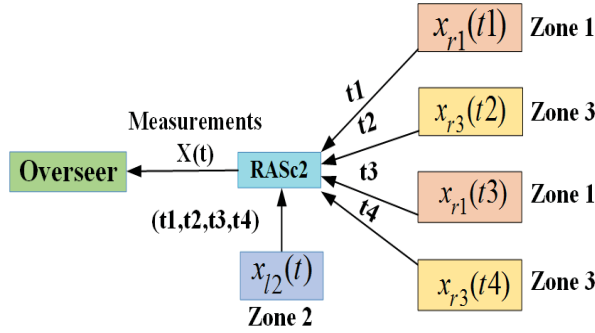 x_{r1}(t1) Zone 1
t1
x_{r3}(t2) Zone 3
t2
Measurements
X(t)
Overseer
RASc2
t3
x_{r1}(t3) Zone 1
(t1,t2,t3,t4)
t4
x_{l2}(t)
Zone 2
x_{r3}(t4) Zone 3